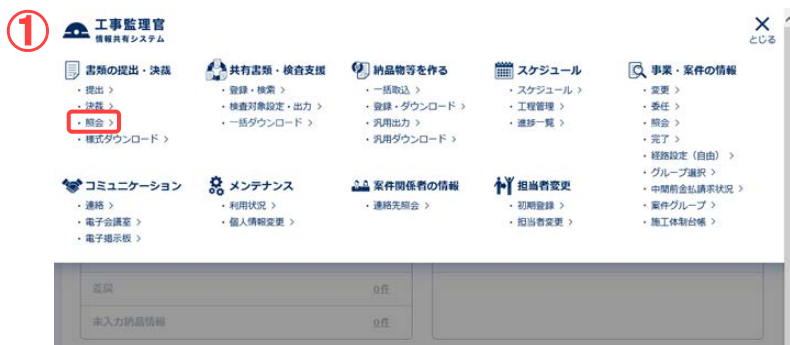 ①
工事監理官
情報共有システム
とじる
書類の提出・決裁
・提出 >
・決裁 >
・照会 >
・様式ダウンロード >
共有書類・検査支援
・登録・検索 >
・検査対象設定・出力 >
・一括ダウンロード >
納品物等を作る
・一括取込 >
・登録・ダウンロード >
・汎用出力 >
・汎用ダウンロード >
スケジュール
・スケジュール >
・工程管理 >
・進捗一覧 >
事業・案件の情報
・変更 >
・委任 >
・照会 >
・完了 >
・経路設定（自由） >
・グループ選択 >
・中間前金払請求状況 >
・案件グループ >
・施工体制台帳 >
コミュニケーション
・連絡 >
・電子会議室 >
・電子掲示板 >
メンテナンス
・利用状況 >
・個人情報変更 >
案件関係者の情報
・連絡先照会 >
担当者変更
・初期登録 >
・担当者変更 >
差戻
0件
未入力納品情報
0件